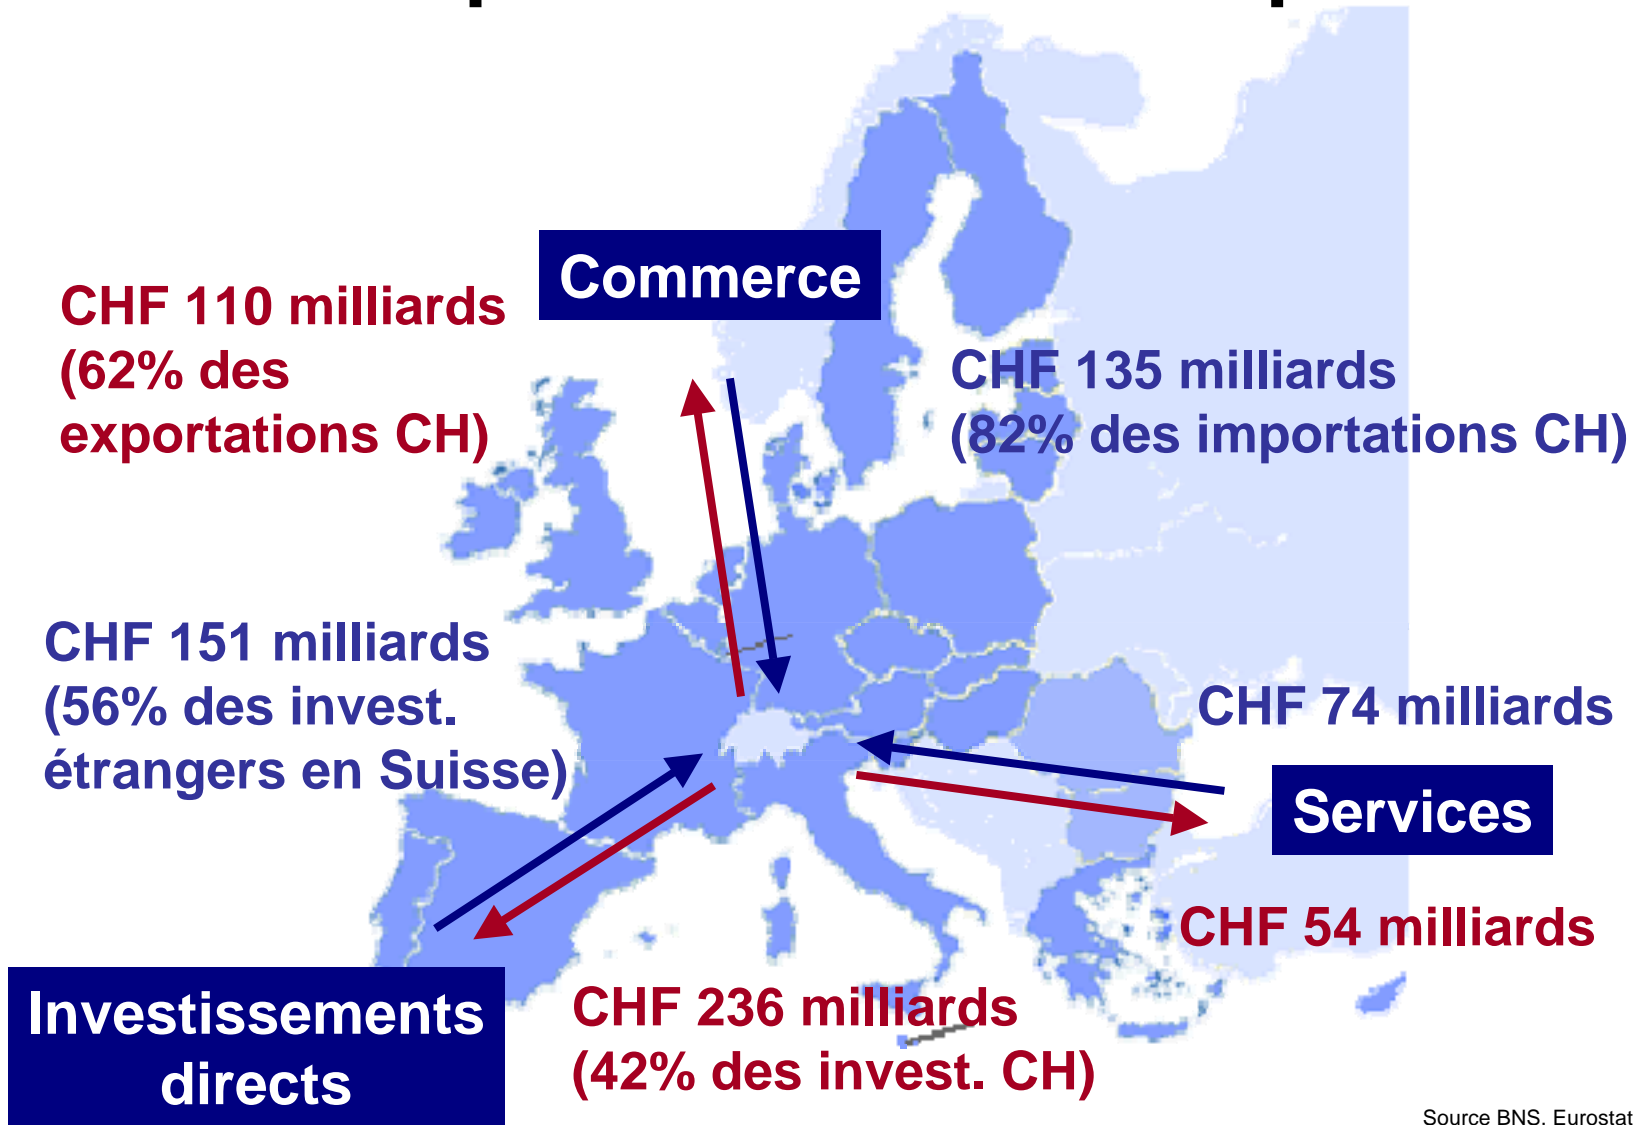 Commerce
CHF 110 milliards
(62% des
exportations CH)
CHF 135 milliards
(82% des importations CH)
CHF 151 milliards
(56% des invest.
étrangers en Suisse)
CHF 74 milliards
Services
CHF 54 milliards
Investissements
directs
CHF 236 milliards
(42% des invest. CH)
Source BNS, Eurostat